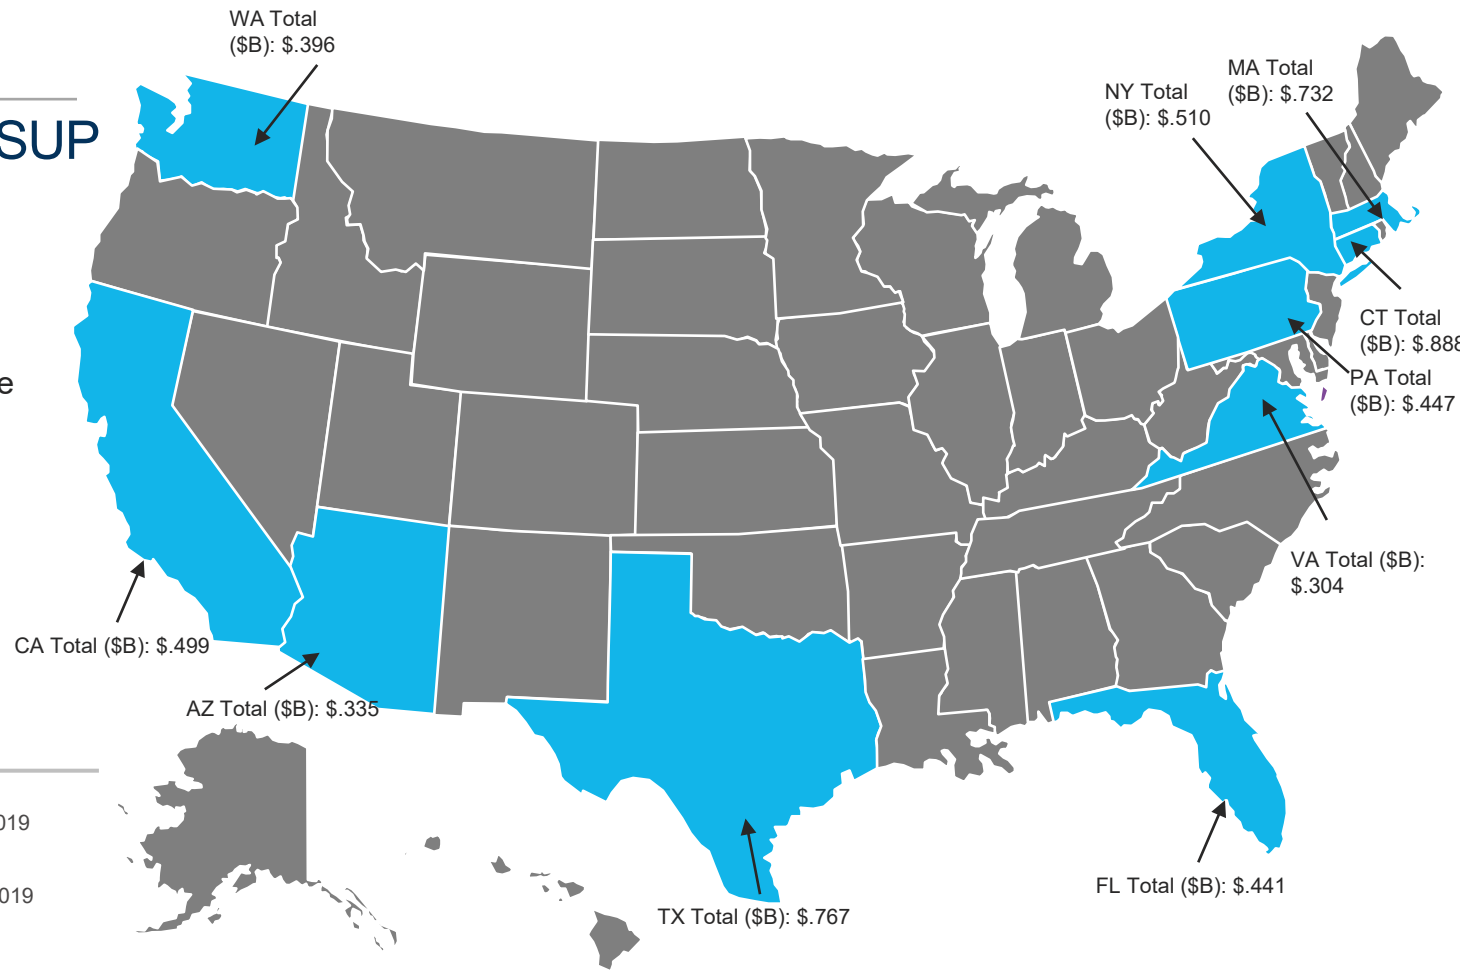 WA Total
($B): $.396
SUP
NY Total
($B): $.510
MA Total
($B): $.732
CT Total
($B): $.888
e
PA Total
($B): $.447
VA Total ($B):
$.304
CA Total ($B): $.499
AZ Total ($B): $.335
019
019
FL Total ($B): $.441
TX Total ($B): $.767